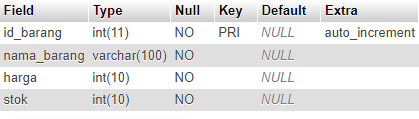 Field Type Null Key Default Extra
id_barang int(11) NO PRI NULL auto_increment
nama_barang varchar(100) NO NULL
harga int(10) NO NULL
stok int(10) NO NULL